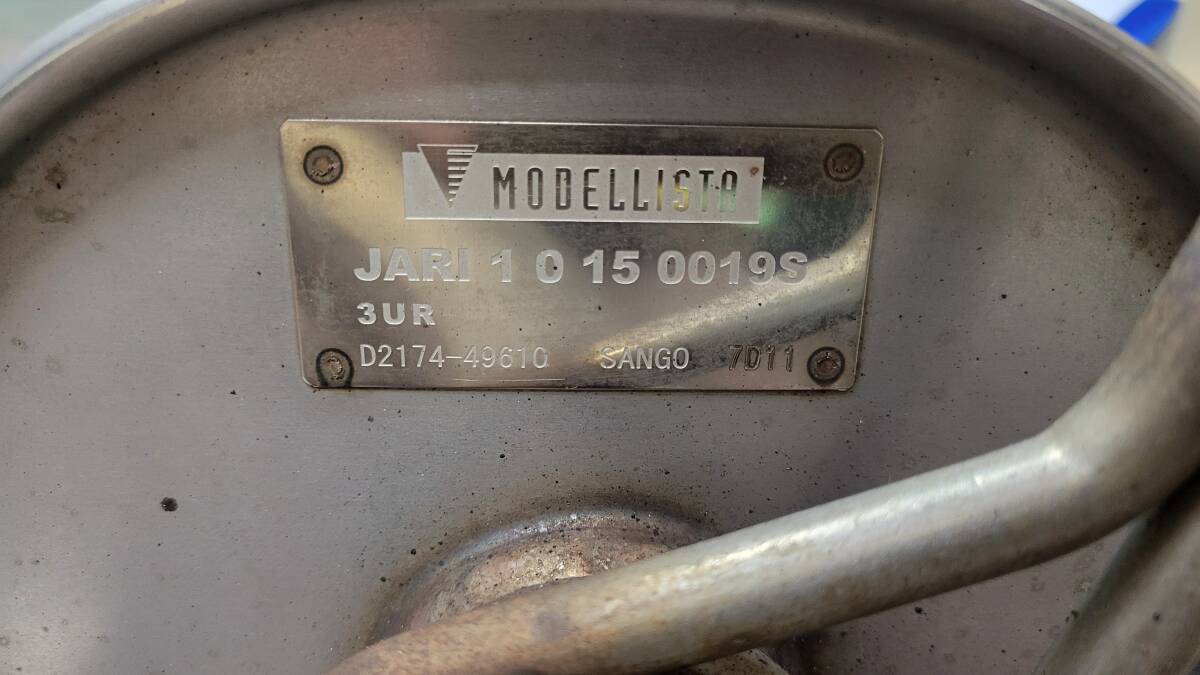 MODELLISTA
JARI 1 0 15 0019S
3UR
D2174-49610 SANGO 7D11